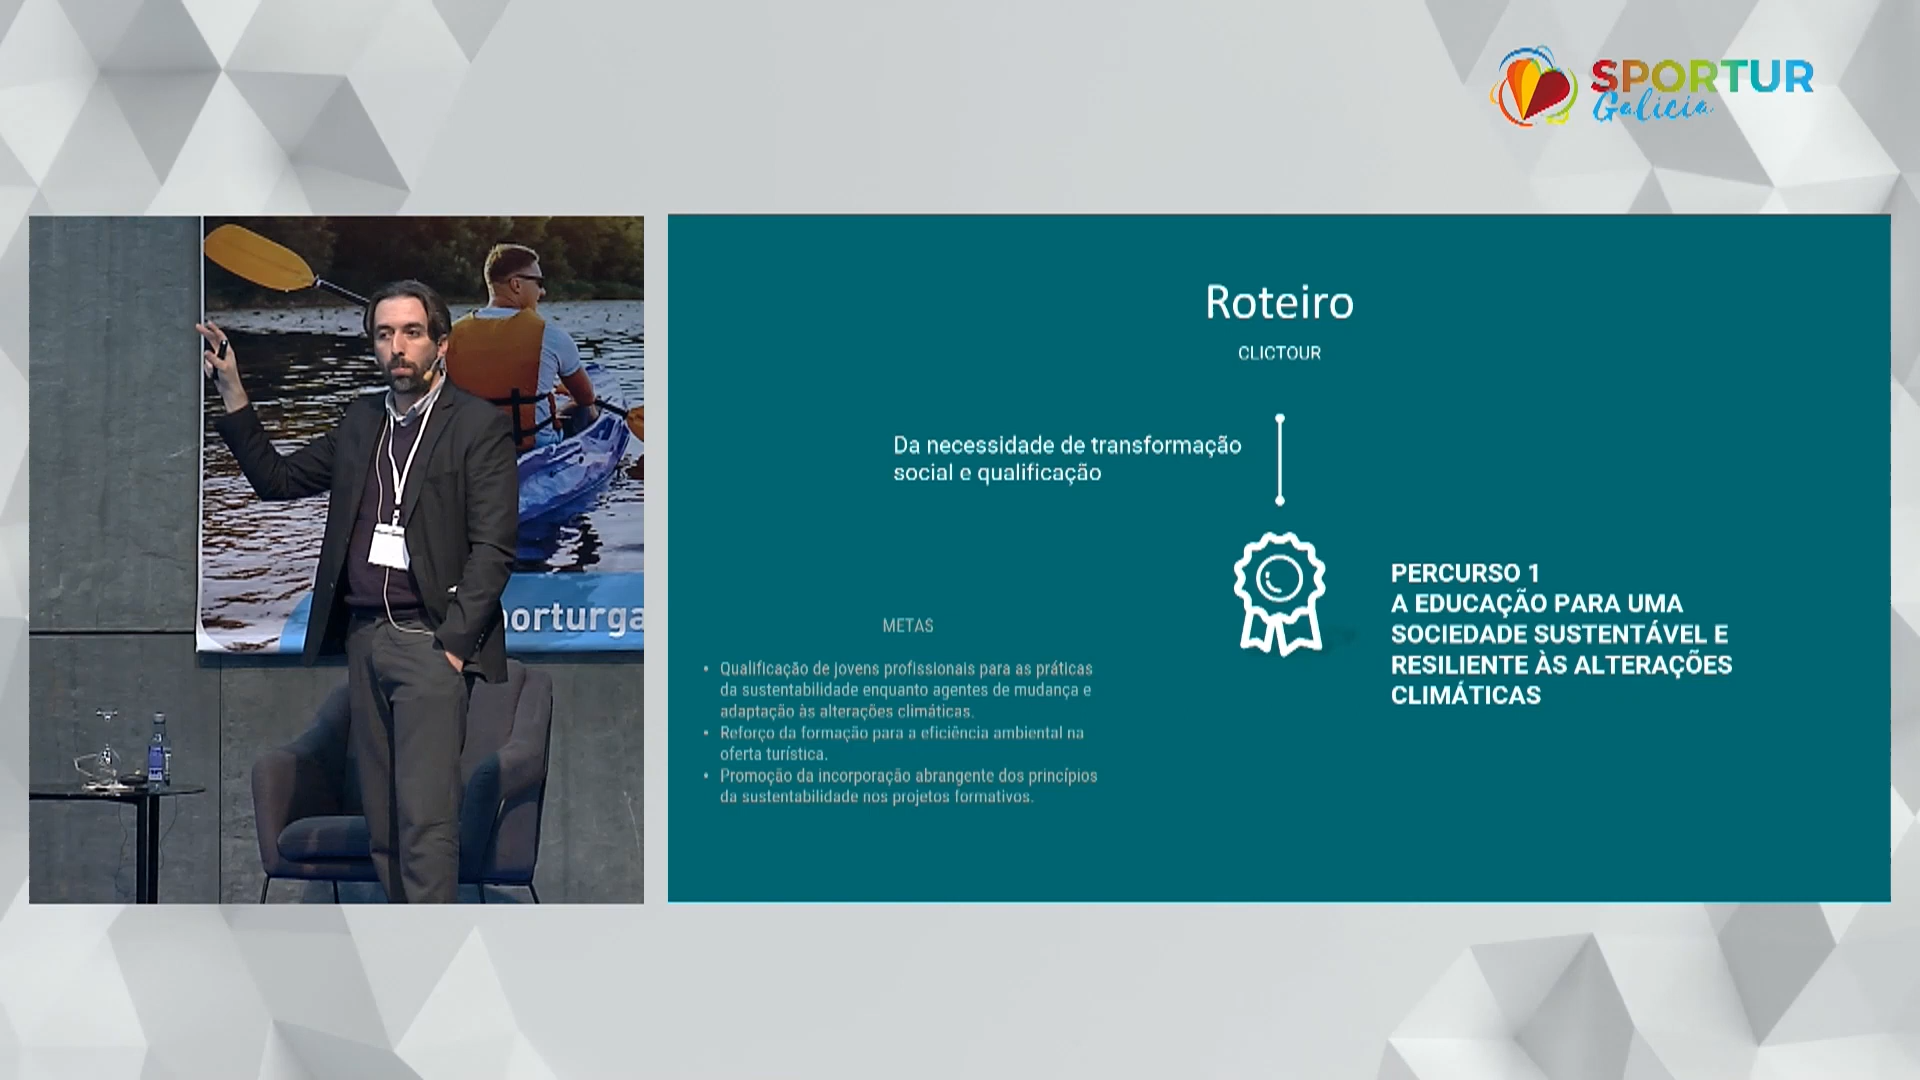 SPORTUR
Galicia
porturga
Roteiro
CLICTOUR
Da necessidade de transformação
social e qualificação
PERCURSO 1
A EDUCAÇÃO PARA UMA
SOCIEDADE SUSTENTÁVEL E
RESILIENTE ÀS ALTERAÇÕES
CLIMÁTICAS
METAS
• Qualificação de jovens profissionais para as práticas
da sustentabilidade enquanto agentes de mudança e
adaptação às alterações climáticas.
• Reforço da formação para a eficiência ambiental na
oferta turística.
• Promoção da incorporação abrangente dos princípios
da sustentabilidade nos projetos formativos.